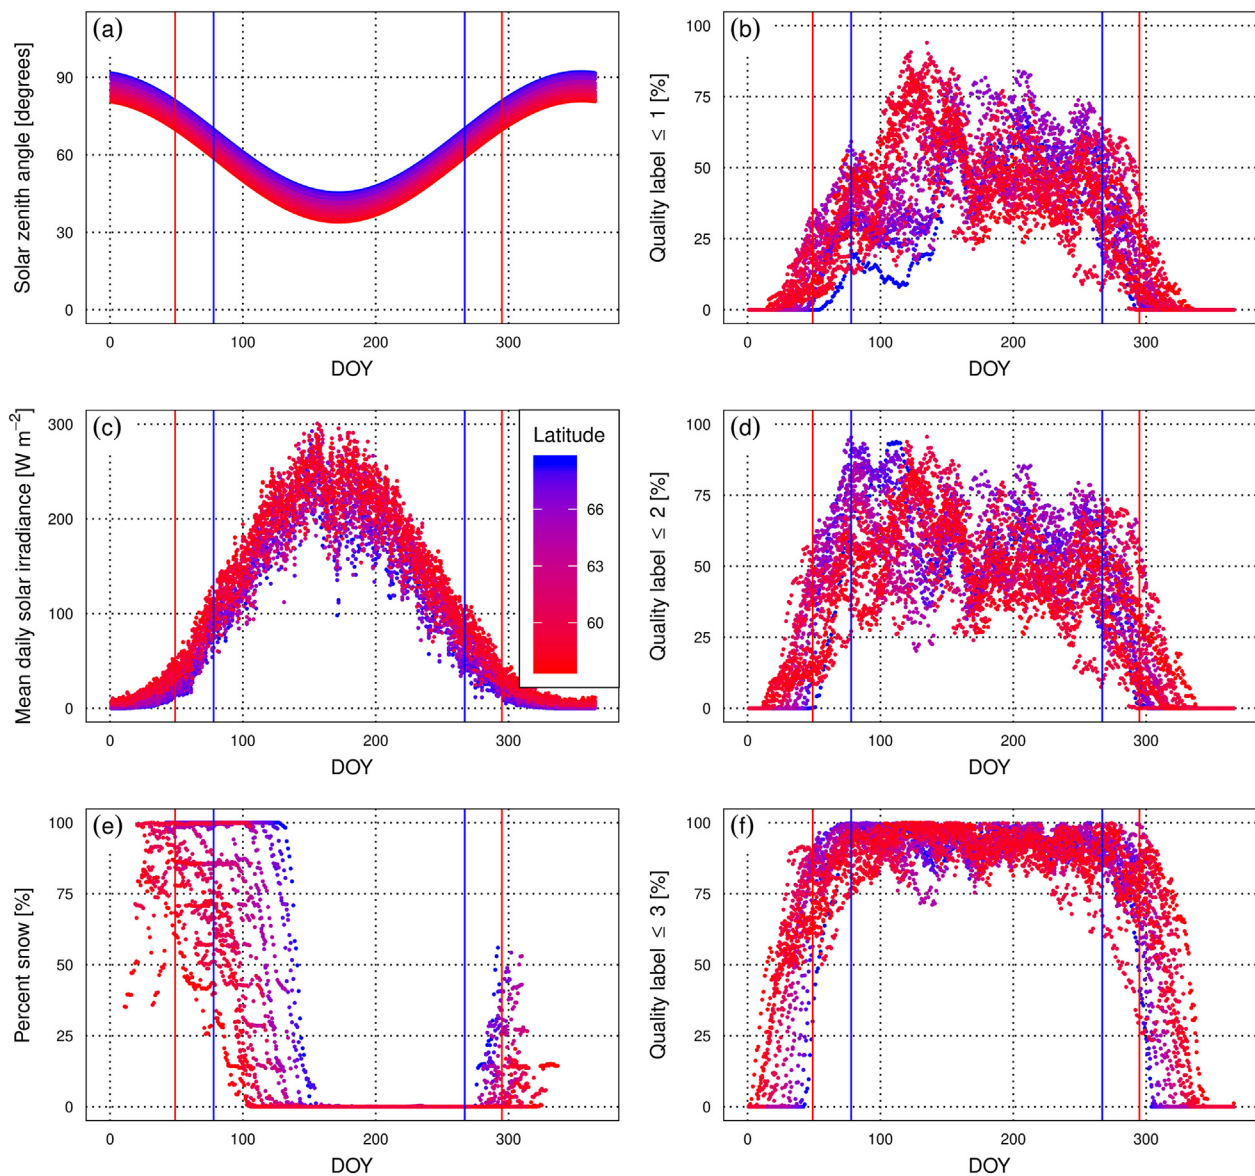 (a)
Solar zenith angle [degrees]
90
60
30
0
0 100 200 300
DOY
(b)
Quality label ≤ 1 [%]
100
75
50
25
0
0 100 200 300
DOY
(c)
Mean daily solar irradiance [W m⁻²]
300
200
100
0
0 100 200 300
DOY
Latitude
66
63
60
(d)
Quality label ≤ 2 [%]
100
75
50
25
0
0 100 200 300
DOY
(e)
Percent snow [%]
100
75
50
25
0
0 100 200 300
DOY
(f)
Quality label ≤ 3 [%]
100
75
50
25
0
0 100 200 300
DOY